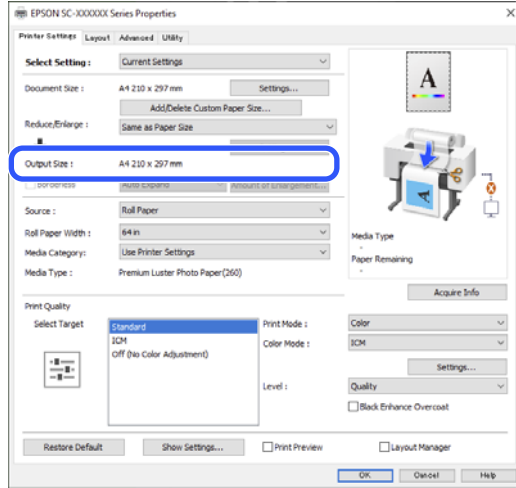 EPSON SC-XXXXXX Series Properties
Printer Settings Layout Advanced Utility
Select Setting : Current Settings
Document Size : A4 210 x 297 mm Settings...
Add/Delete Custom Paper Size...
Reduce/Enlarge : Same as Paper Size
Output Size : A4 210 x 297 mm
Borderless Auto Expand Amount of Enlargement...
Source : Roll Paper
Roll Paper Width : 64 in
Media Category: Use Printer Settings
Media Type : Premium Luster Photo Paper(260)
A
Media Type
-
Paper Remaining
-
Acquire Info
Print Quality
Select Target
Standard
ICM
Off (No Color Adjustment)
Print Mode : Color
Color Mode : ICM
Settings...
Level : Quality
Black Enhance Overcoat
Restore Default Show Settings... Print Preview Layout Manager
OK Cancel Help